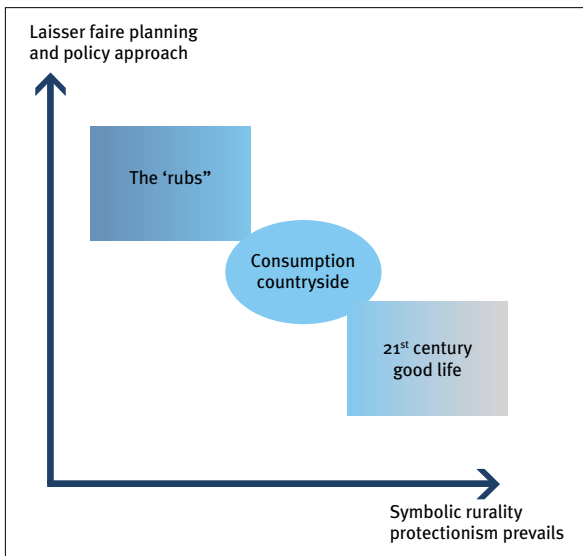 Laisser faire planning
and policy approach
The ‘rubs”
Consumption
countryside
21st century
good life
Symbolic rurality
protectionism prevails